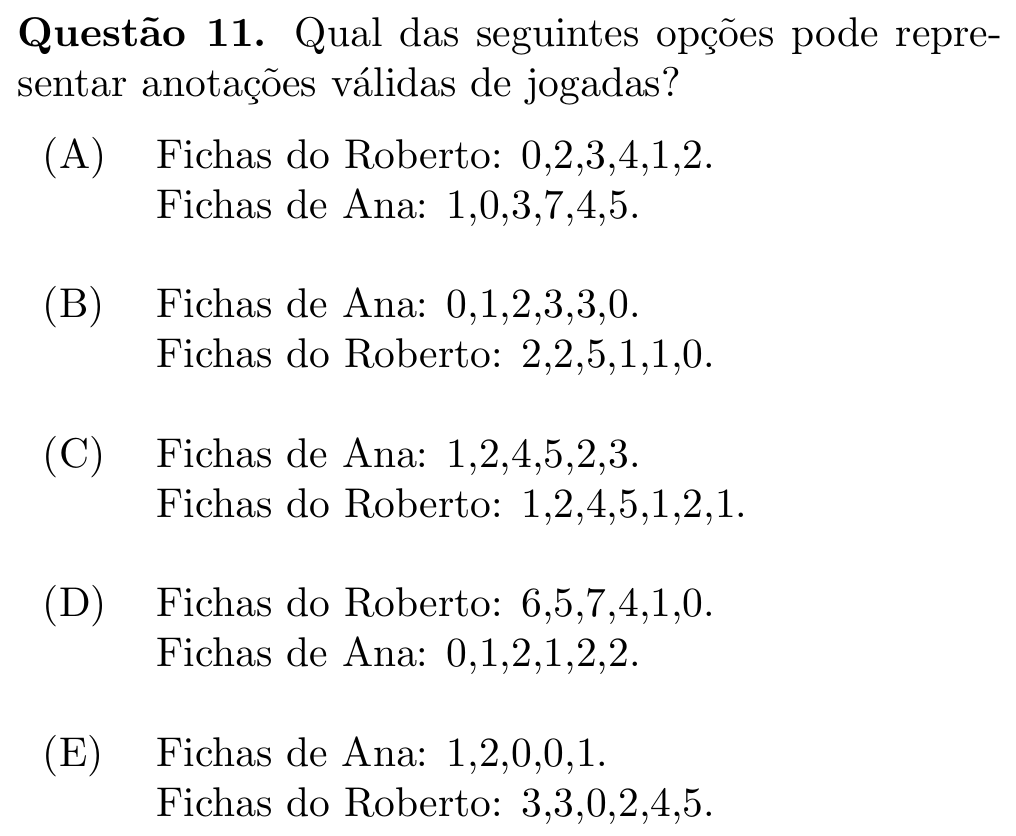 Questão 11. Qual das seguintes opções pode repre-
sentar anotações válidas de jogadas?
(A) Fichas do Roberto: 0,2,3,4,1,2.
Fichas de Ana: 1,0,3,7,4,5.
(B) Fichas de Ana: 0,1,2,3,3,0.
Fichas do Roberto: 2,2,5,1,1,0.
(C) Fichas de Ana: 1,2,4,5,2,3.
Fichas do Roberto: 1,2,4,5,1,2,1.
(D) Fichas do Roberto: 6,5,7,4,1,0.
Fichas de Ana: 0,1,2,1,2,2.
(E) Fichas de Ana: 1,2,0,0,1.
Fichas do Roberto: 3,3,0,2,4,5.